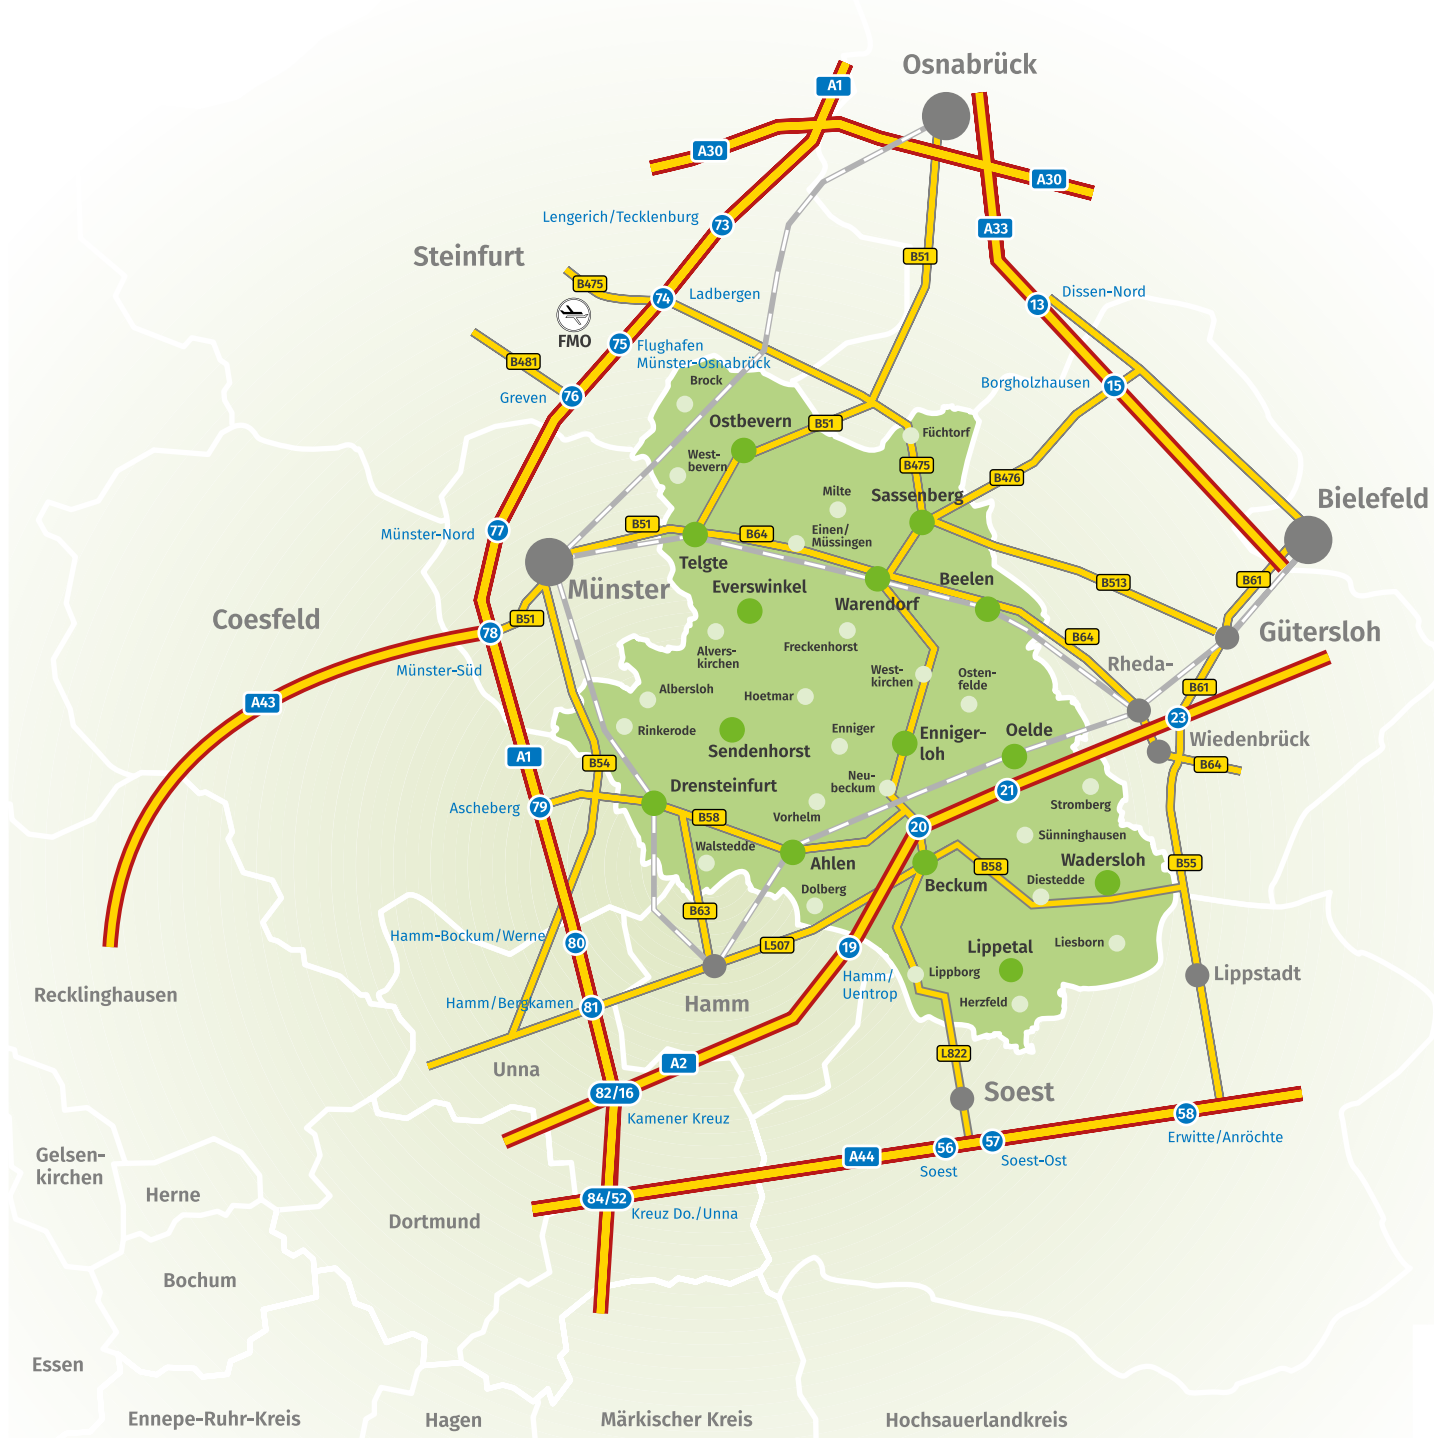 Osnabrück
A1
A30
A30
Lengerich/Tecklenburg
73
A33
Steinfurt
B51
B475
74
Ladbergen
13
Dissen-Nord
FMO
75
Flughafen
Münster-Osnabrück
B481
Greven
76
Borgholzhausen
15
Brock
Ostbevern
B51
Füchtorf
West-
bevern
B475
B476
Milte
Sassenberg
Bielefeld
Münster-Nord
77
B51
B64
Einen/
Müssingen
Telgte
Münster
Everswinkel
Warendorf
Beelen
B513
B61
Coesfeld
B51
78
Münster-Süd
Alvers-
kirchen
Freckenhorst
B64
Gütersloh
Rheda-
West-
kirchen
Osten-
felde
B61
A43
Albersloh
Hoetmar
23
Rinkerode
Enniger
Enniger-
loh
Oelde
Wiedenbrück
Sendenhorst
A1
B54
B64
Drensteinfurt
Neu-
beckum
21
Stromberg
Ascheberg
79
B58
Vorhelm
20
Sünninghausen
Walstedde
Ahlen
B58
Wadersloh
B55
Beckum
Diestedde
Dolberg
B63
Hamm-Bockum/Werne
80
L507
19
Lippetal
Liesborn
Hamm/
Uentrop
Lippborg
Lippstadt
Recklinghausen
Hamm/Bergkamen
81
Hamm
Herzfeld
L822
Unna
A2
82/16
Soest
Kamener Kreuz
58
Erwitte/Anröchte
Gelsen-
kirchen
A44
56
57
Soest
Soest-Ost
Herne
84/52
Kreuz Do./Unna
Dortmund
Bochum
Essen
Ennepe-Ruhr-Kreis
Hagen
Märkischer Kreis
Hochsauerlandkreis